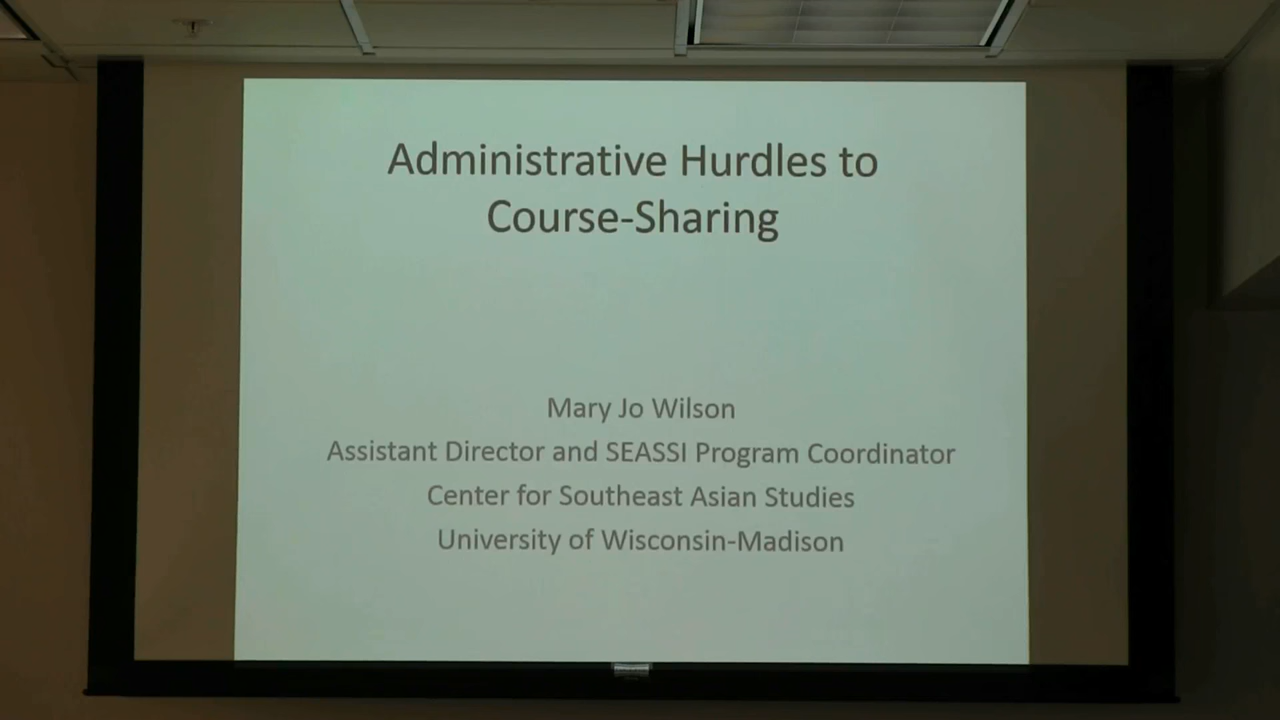 Administrative Hurdles to
Course-Sharing
Mary Jo Wilson
Assistant Director and SEASSI Program Coordinator
Center for Southeast Asian Studies
University of Wisconsin-Madison